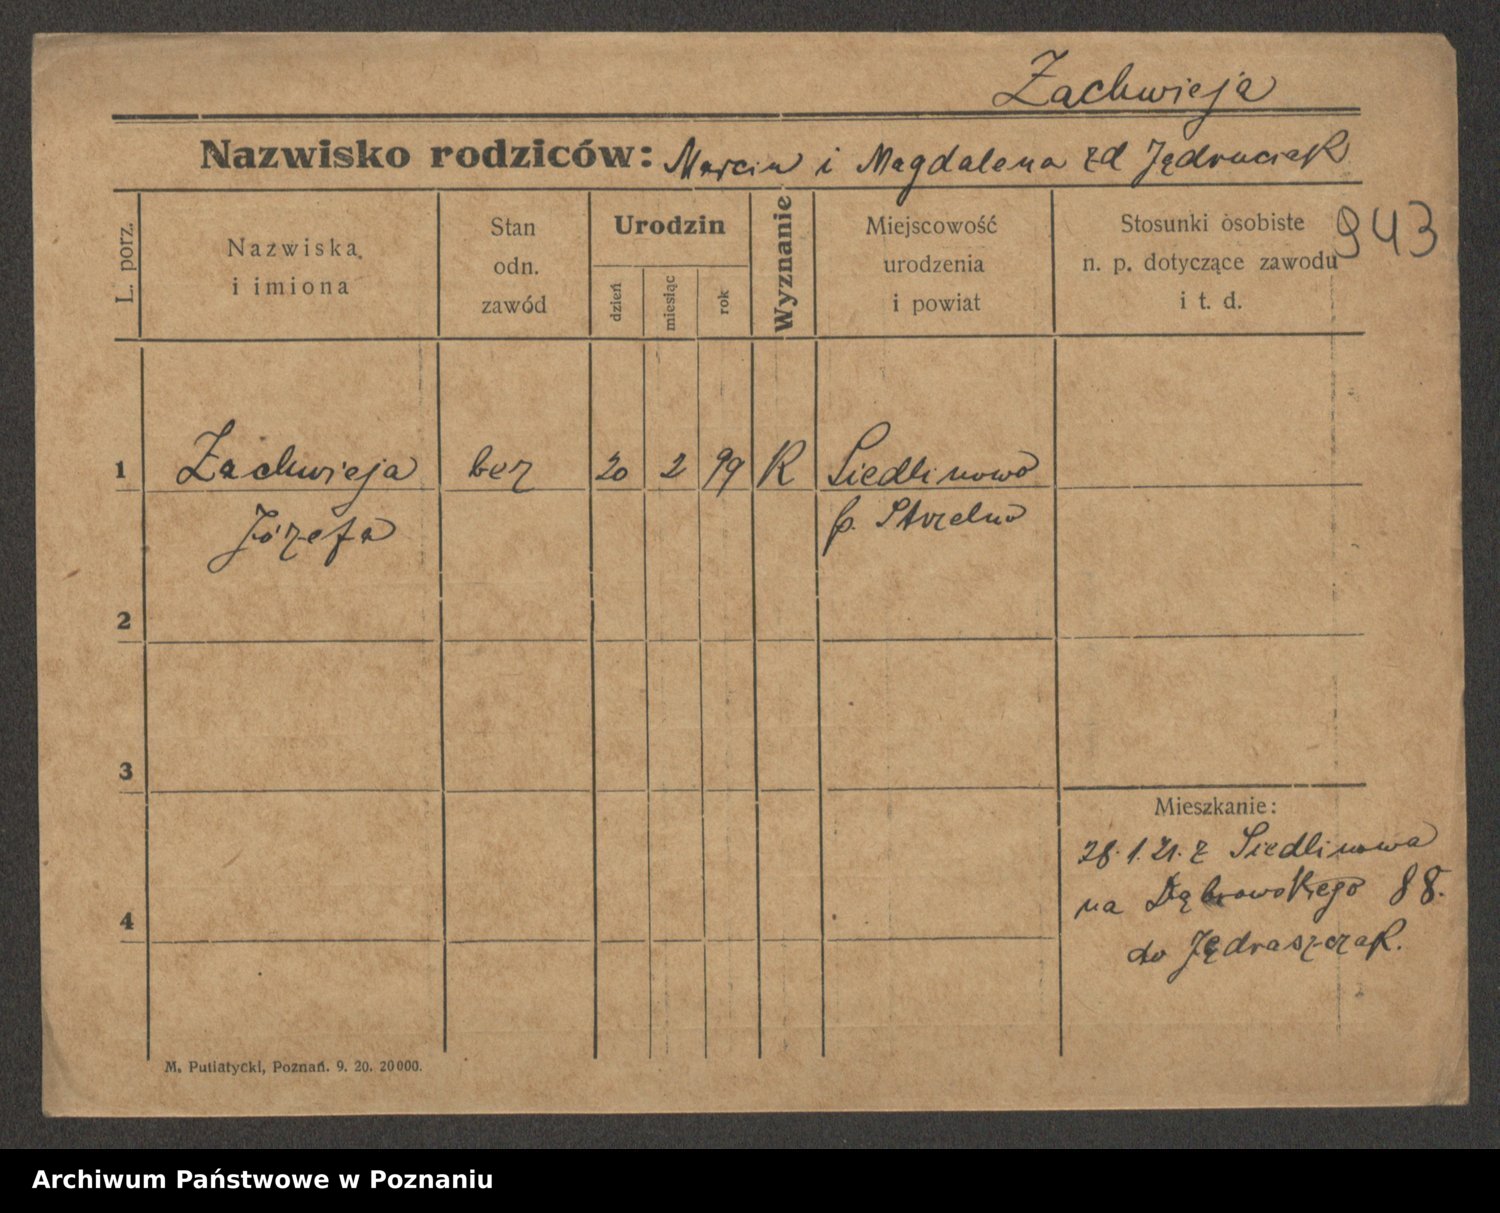 Zachwieja
Nazwisko rodziców: Marcin i Magdalena zd Jędruciak
943
L. porz.
Nazwiska
i imiona
Stan
odn.
zawód
Urodzin
dzień
miesiąc
rok
Wyznanie
Miejscowość
urodzenia
i powiat
Stosunki osobiste
n. p. dotyczące zawodu
i t. d.
1 Zachwieja bez 20 2 99 K Siedlinowo
Józefa p. Strzelno
2
3
Mieszkanie:
28. 1. 21. z Siedlinowa
4 na Dąbrowskiego 88.
do Jędraszczak.
M. Putiatycki, Poznań. 9. 20. 20000.
Archiwum Państwowe w Poznaniu